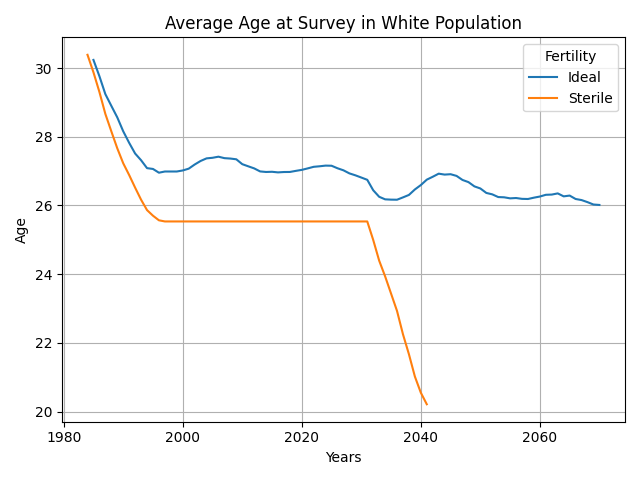 Average Age at Survey in White Population
Fertility
Ideal
Sterile
Age
30
28
26
24
22
20
1980
2000
2020
2040
2060
Years